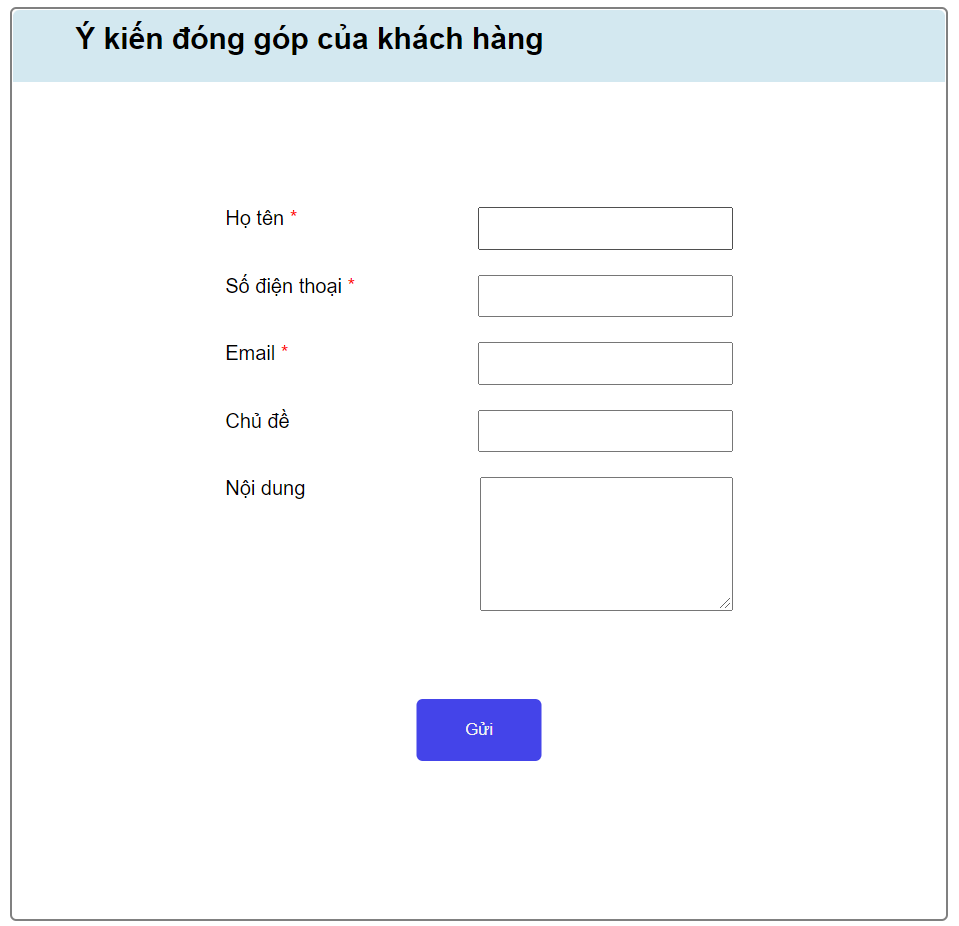 Ý kiến đóng góp của khách hàng
Họ tên *
Số điện thoại *
Email *
Chủ đề
Nội dung
Gửi